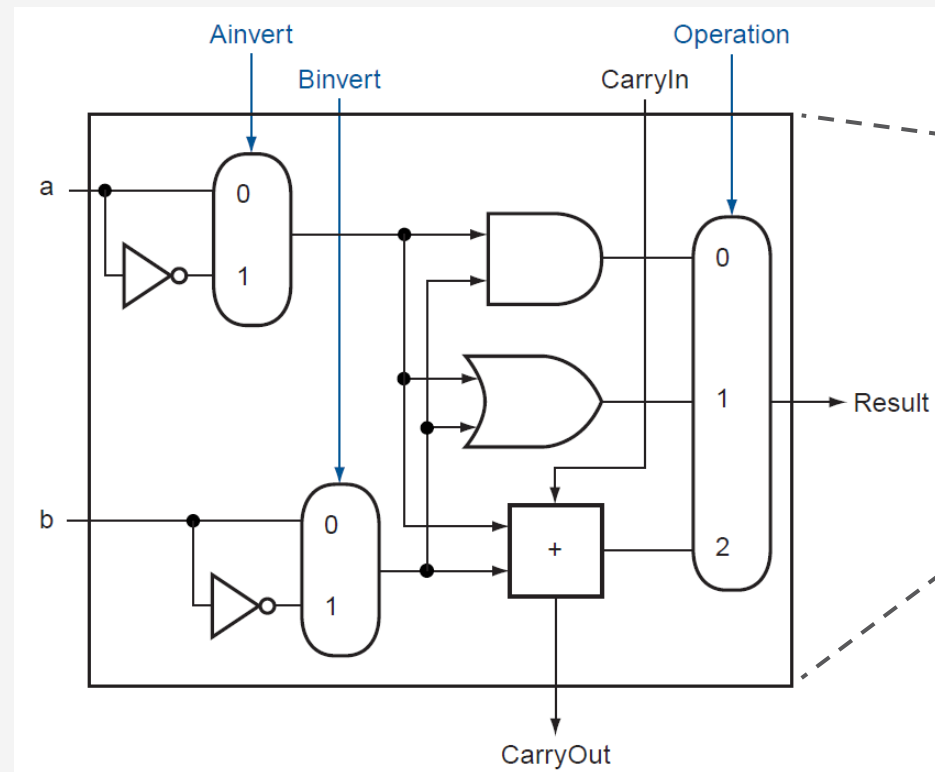 Ainvert
Operation
Binvert
CarryIn
a
0
1
0
1
2
Result
b
0
1
+
CarryOut